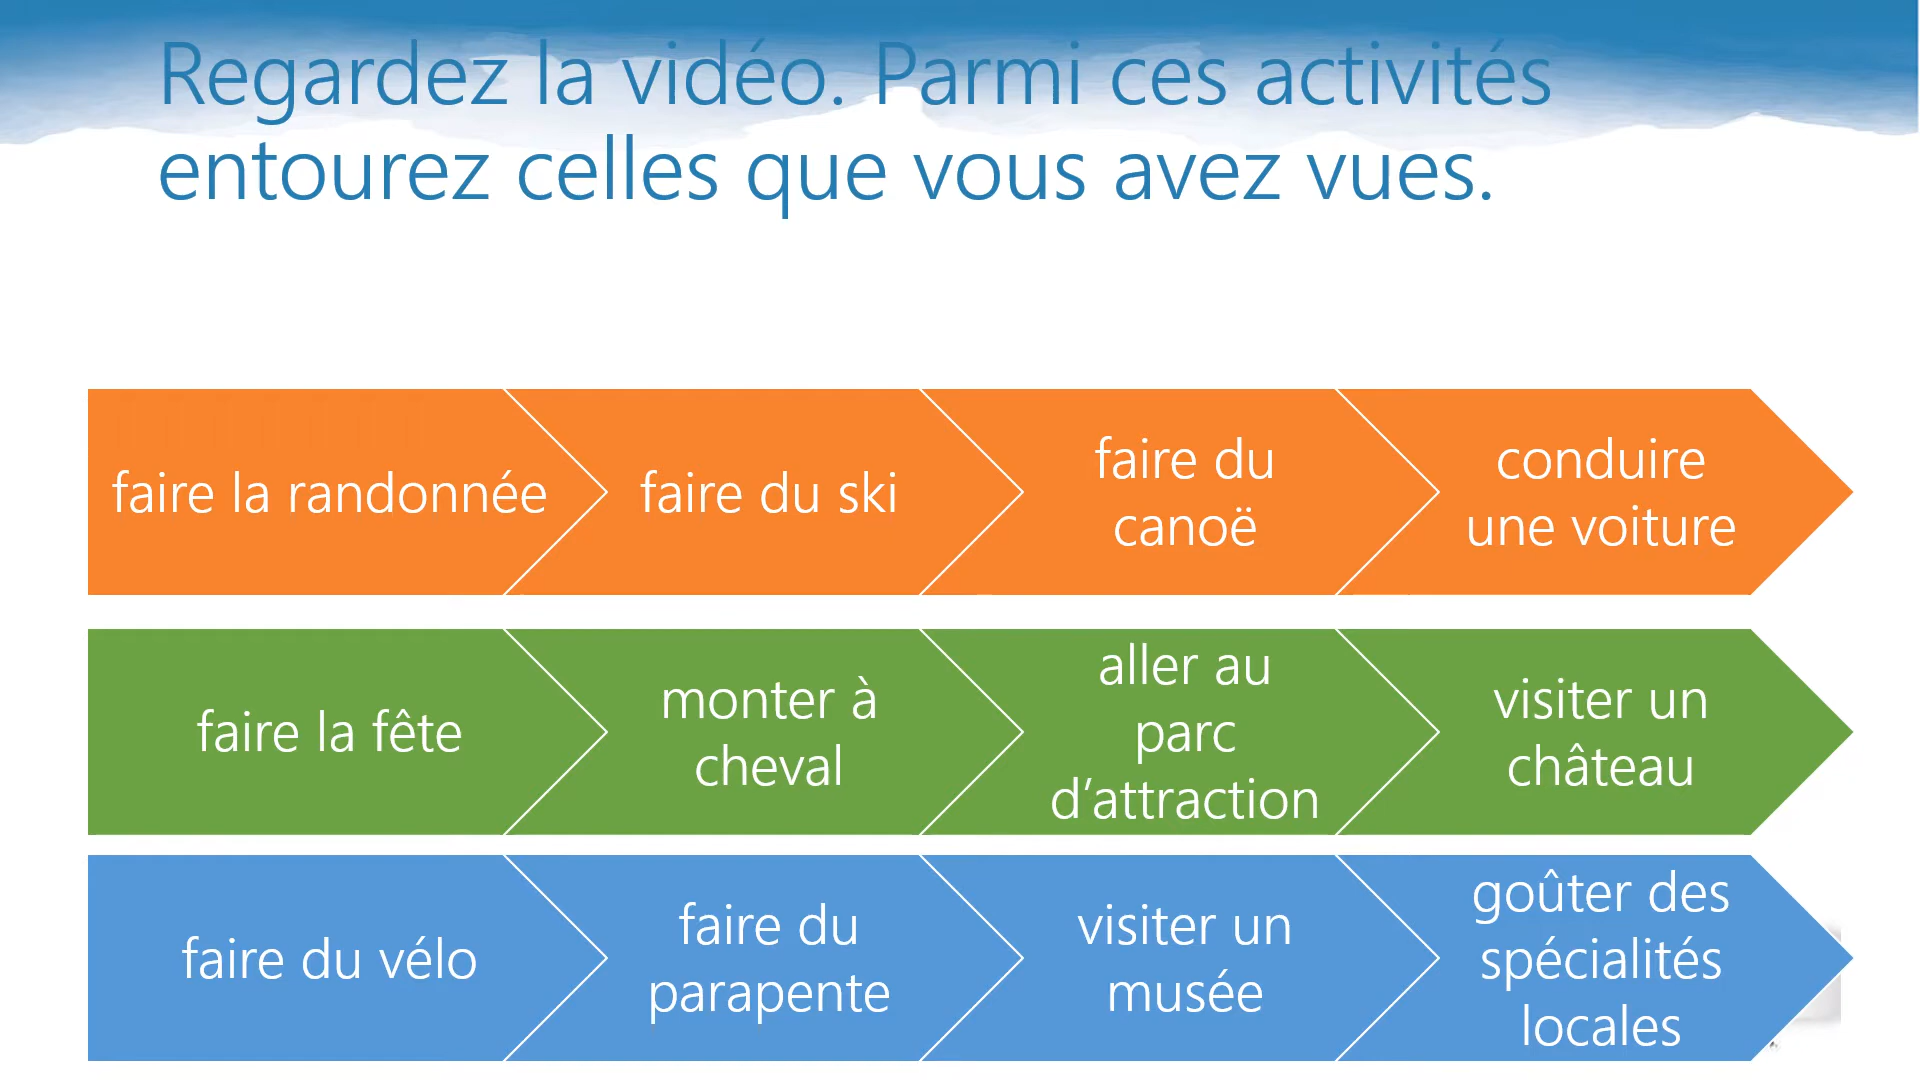 Regardez la vidéo. Parmi ces activités
entourez celles que vous avez vues.
faire la randonnée
faire du ski
faire du
canoë
conduire
une voiture
faire la fête
monter à
cheval
aller au
parc
d’attraction
visiter un
château
faire du vélo
faire du
parapente
visiter un
musée
goûter des
spécialités
locales